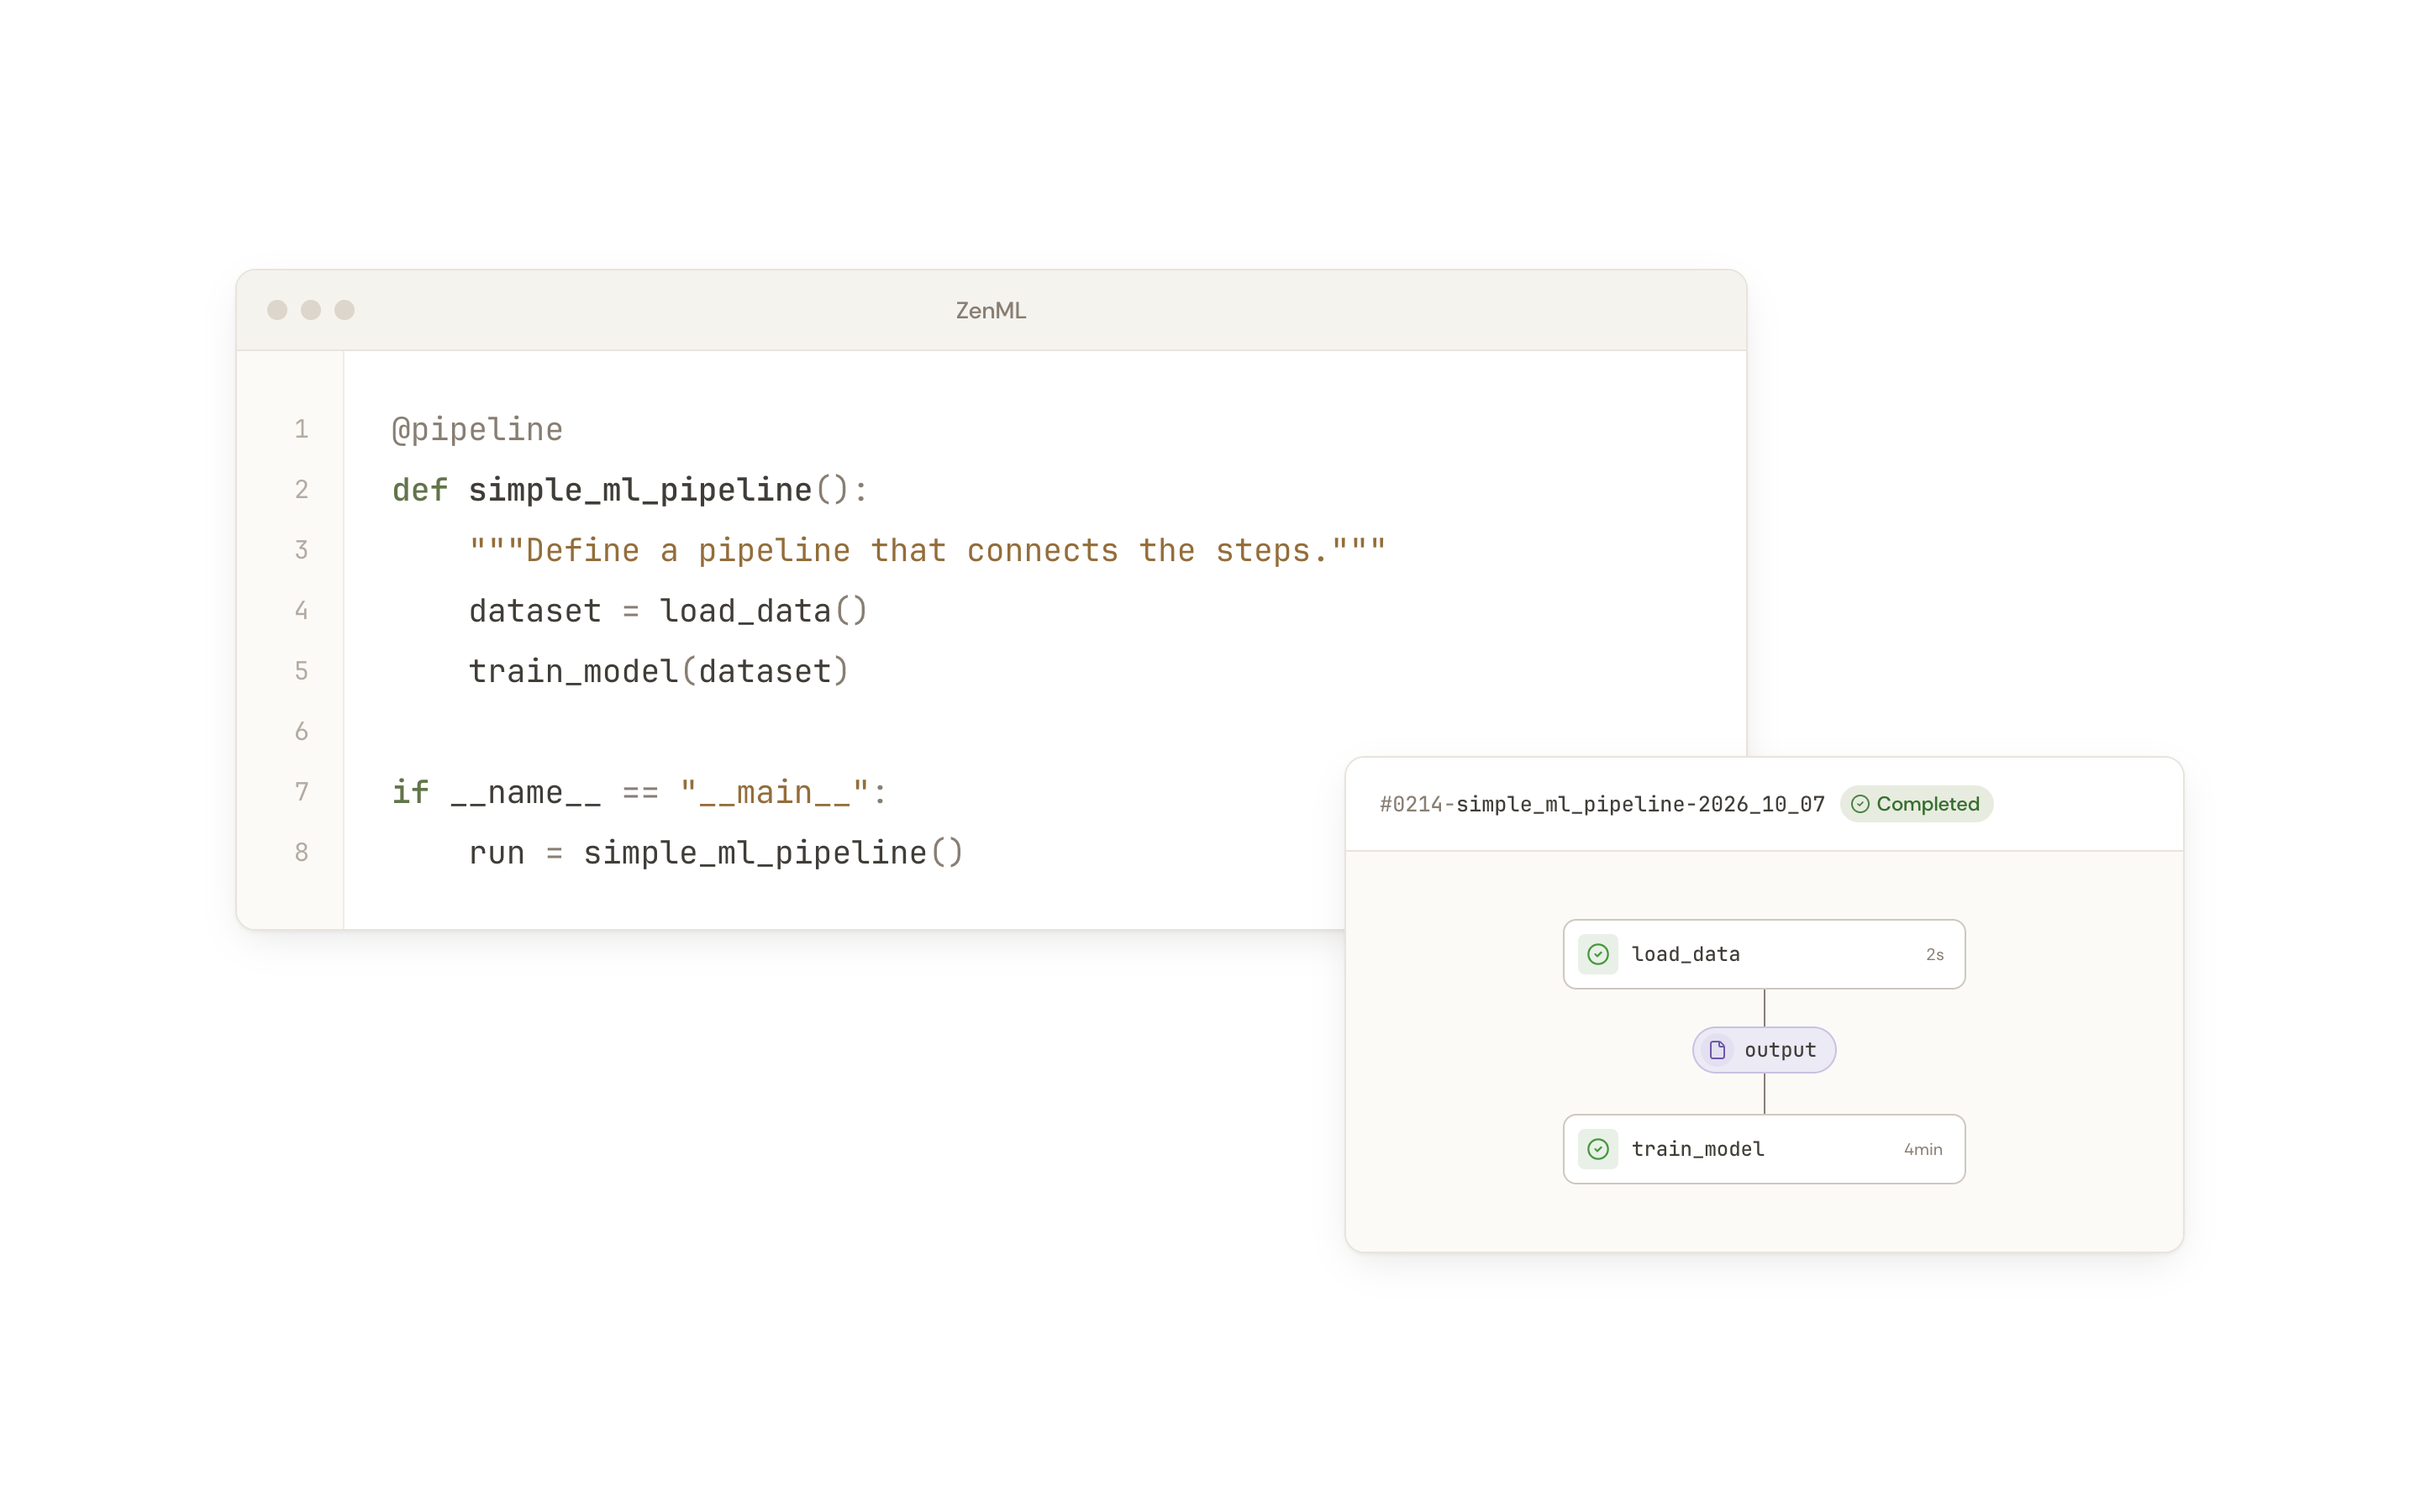 ZenML
1 @pipeline
2 def simple_ml_pipeline():
3     """Define a pipeline that connects the steps."""
4     dataset = load_data()
5     train_model(dataset)
6
7 if __name__ == "__main__":
8     run = simple_ml_pipeline()
#0214-simple_ml_pipeline-2026_10_07 Completed
load_data 2s
output
train_model 4min